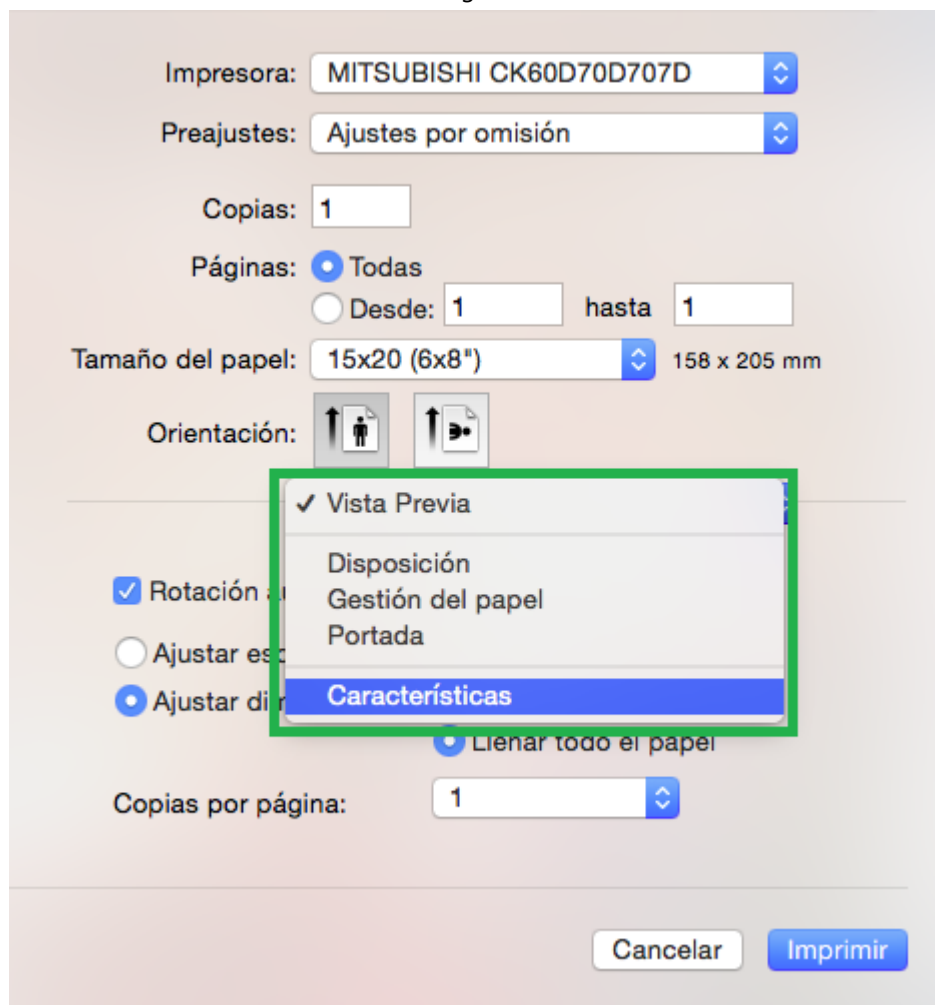 Impresora: MITSUBISHI CK60D70D707D
Preajustes: Ajustes por omisión
Copias: 1
Páginas: Todas
Desde: 1 hasta 1
Tamaño del papel: 15x20 (6x8") 158 x 205 mm
Orientación:
✓ Vista Previa
Disposición
Rotación
Gestión del papel
Portada
Ajustar
Características
Ajustar
Llenar todo el papel
Copias por página: 1
Cancelar Imprimir